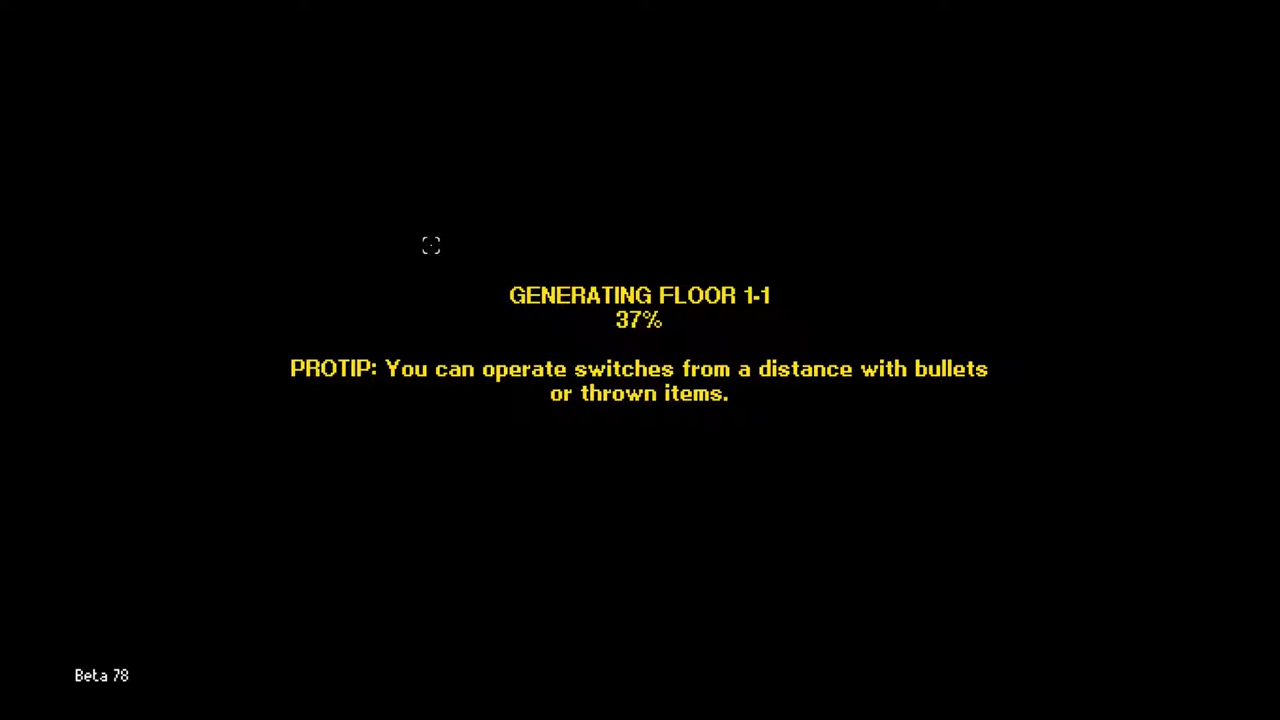 GENERATING FLOOR 1-1
37%
PROTIP: You can operate switches from a distance with bullets
or thrown items.
Beta 78